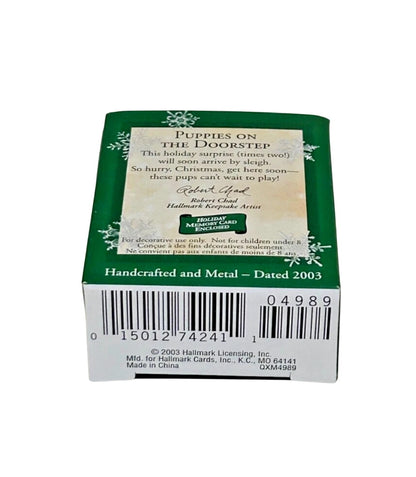 PUPPIES ON
THE DOORSTEP
This holiday surprise (times two!)
will soon arrive by sleigh.
So hurry, Christmas, get here soon—
these pups can't wait to play!
Robert Chad
Robert Chad
Hallmark Keepsake Artist
HOLIDAY
MEMORY CARD
ENCLOSED
For decorative use only. Not for children under 8.
Conçue à des fins décoratives seulement.
Ne convient pas aux enfants de moins de 8 ans.
Handcrafted and Metal – Dated 2003
04989
0 15012 74241 1
© 2003 Hallmark Licensing, Inc.
Mfd. for Hallmark Cards, Inc., K.C., MO 64141
Made in China QXM4989